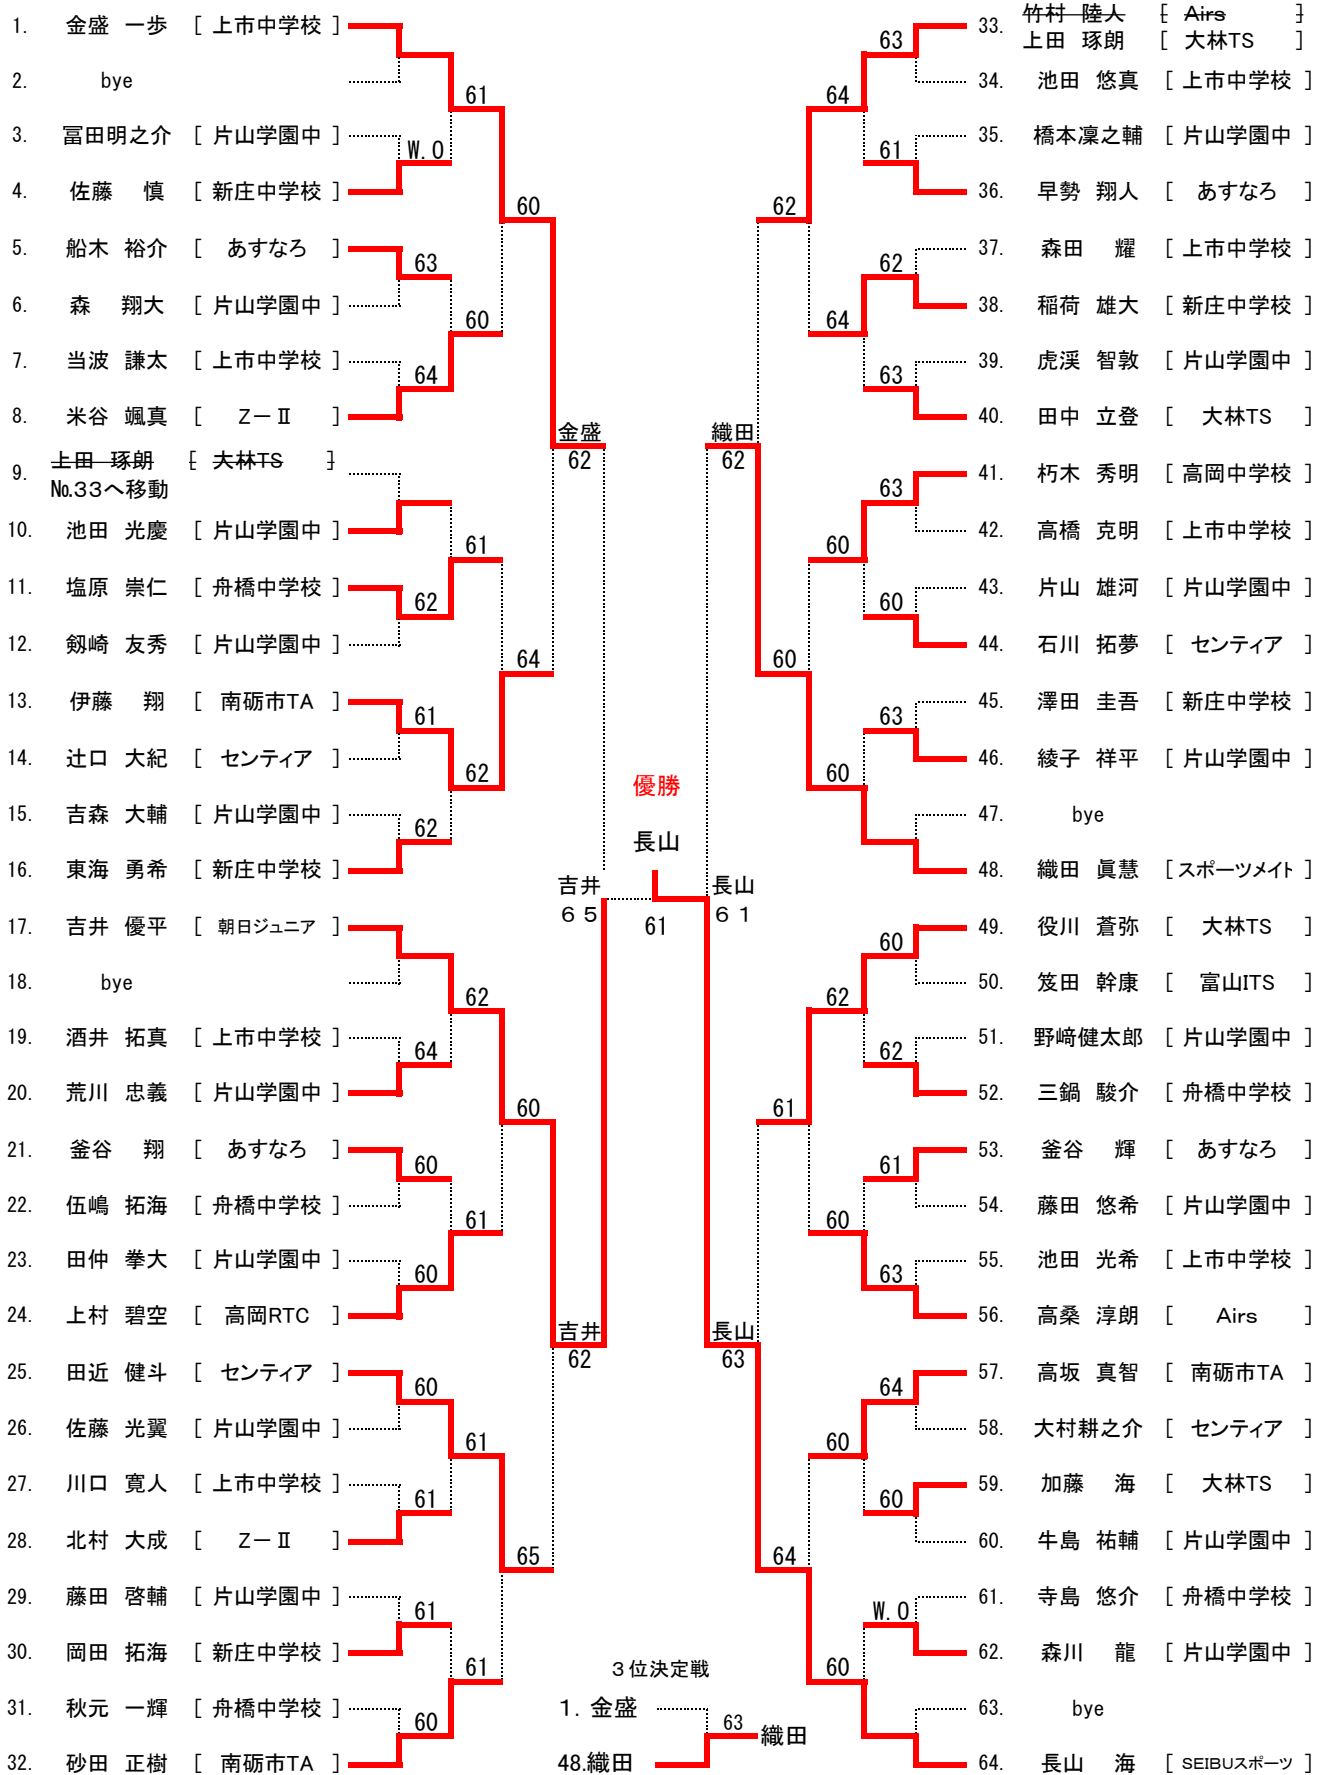 1. 金盛 一歩 [ 上市中学校 ]
2. bye
61
3. 冨田明之介 [ 片山学園中 ]
W.O
4. 佐藤 慎 [ 新庄中学校 ]
60
5. 船木 裕介 [ あすなろ ]
63
6. 森 翔大 [ 片山学園中 ]
60
7. 当波 謙太 [ 上市中学校 ]
64
8. 米谷 颯真 [ Z-Ⅱ ]
金盛
62
9. 上田 琢朗 [ 大林TS ]
№33へ移動
10. 池田 光慶 [ 片山学園中 ]
61
11. 塩原 崇仁 [ 舟橋中学校 ]
62
12. 剱崎 友秀 [ 片山学園中 ]
64
13. 伊藤 翔 [ 南砺市TA ]
61
14. 辻口 大紀 [ センティア ]
62
15. 吉森 大輔 [ 片山学園中 ]
62
16. 東海 勇希 [ 新庄中学校 ]
吉井
65
17. 吉井 優平 [ 朝日ジュニア ]
18. bye
62
19. 酒井 拓真 [ 上市中学校 ]
64
20. 荒川 忠義 [ 片山学園中 ]
60
21. 釜谷 翔 [ あすなろ ]
60
22. 伍嶋 拓海 [ 舟橋中学校 ]
61
23. 田仲 拳大 [ 片山学園中 ]
60
24. 上村 碧空 [ 高岡RTC ]
吉井
62
25. 田近 健斗 [ センティア ]
60
26. 佐藤 光翼 [ 片山学園中 ]
61
27. 川口 寛人 [ 上市中学校 ]
61
28. 北村 大成 [ Z-Ⅱ ]
65
29. 藤田 啓輔 [ 片山学園中 ]
61
30. 岡田 拓海 [ 新庄中学校 ]
61
31. 秋元 一輝 [ 舟橋中学校 ]
60
32. 砂田 正樹 [ 南砺市TA ]
優勝
長山
61
3位決定戦
1. 金盛
63
織田
48.織田
33. 竹村 陸人 [ Airs ]
上田 琢朗 [ 大林TS ]
63
34. 池田 悠真 [ 上市中学校 ]
64
35. 橋本凜之輔 [ 片山学園中 ]
61
36. 早勢 翔人 [ あすなろ ]
62
37. 森田 耀 [ 上市中学校 ]
62
38. 稲荷 雄大 [ 新庄中学校 ]
64
39. 虎渓 智敦 [ 片山学園中 ]
63
40. 田中 立登 [ 大林TS ]
織田
62
41. 朽木 秀明 [ 高岡中学校 ]
63
42. 高橋 克明 [ 上市中学校 ]
60
43. 片山 雄河 [ 片山学園中 ]
60
44. 石川 拓夢 [ センティア ]
60
45. 澤田 圭吾 [ 新庄中学校 ]
63
46. 綾子 祥平 [ 片山学園中 ]
60
47. bye
48. 織田 眞慧 [ スポーツメイト ]
長山
61
49. 役川 蒼弥 [ 大林TS ]
60
50. 笈田 幹康 [ 富山ITS ]
62
51. 野﨑健太郎 [ 片山学園中 ]
62
52. 三鍋 駿介 [ 舟橋中学校 ]
61
53. 釜谷 輝 [ あすなろ ]
61
54. 藤田 悠希 [ 片山学園中 ]
60
55. 池田 光希 [ 上市中学校 ]
63
56. 高桑 淳朗 [ Airs ]
長山
63
57. 高坂 真智 [ 南砺市TA ]
64
58. 大村耕之介 [ センティア ]
60
59. 加藤 海 [ 大林TS ]
60
60. 牛島 祐輔 [ 片山学園中 ]
64
61. 寺島 悠介 [ 舟橋中学校 ]
W.O
62. 森川 龍 [ 片山学園中 ]
60
63. bye
64. 長山 海 [ SEIBUスポーツ ]